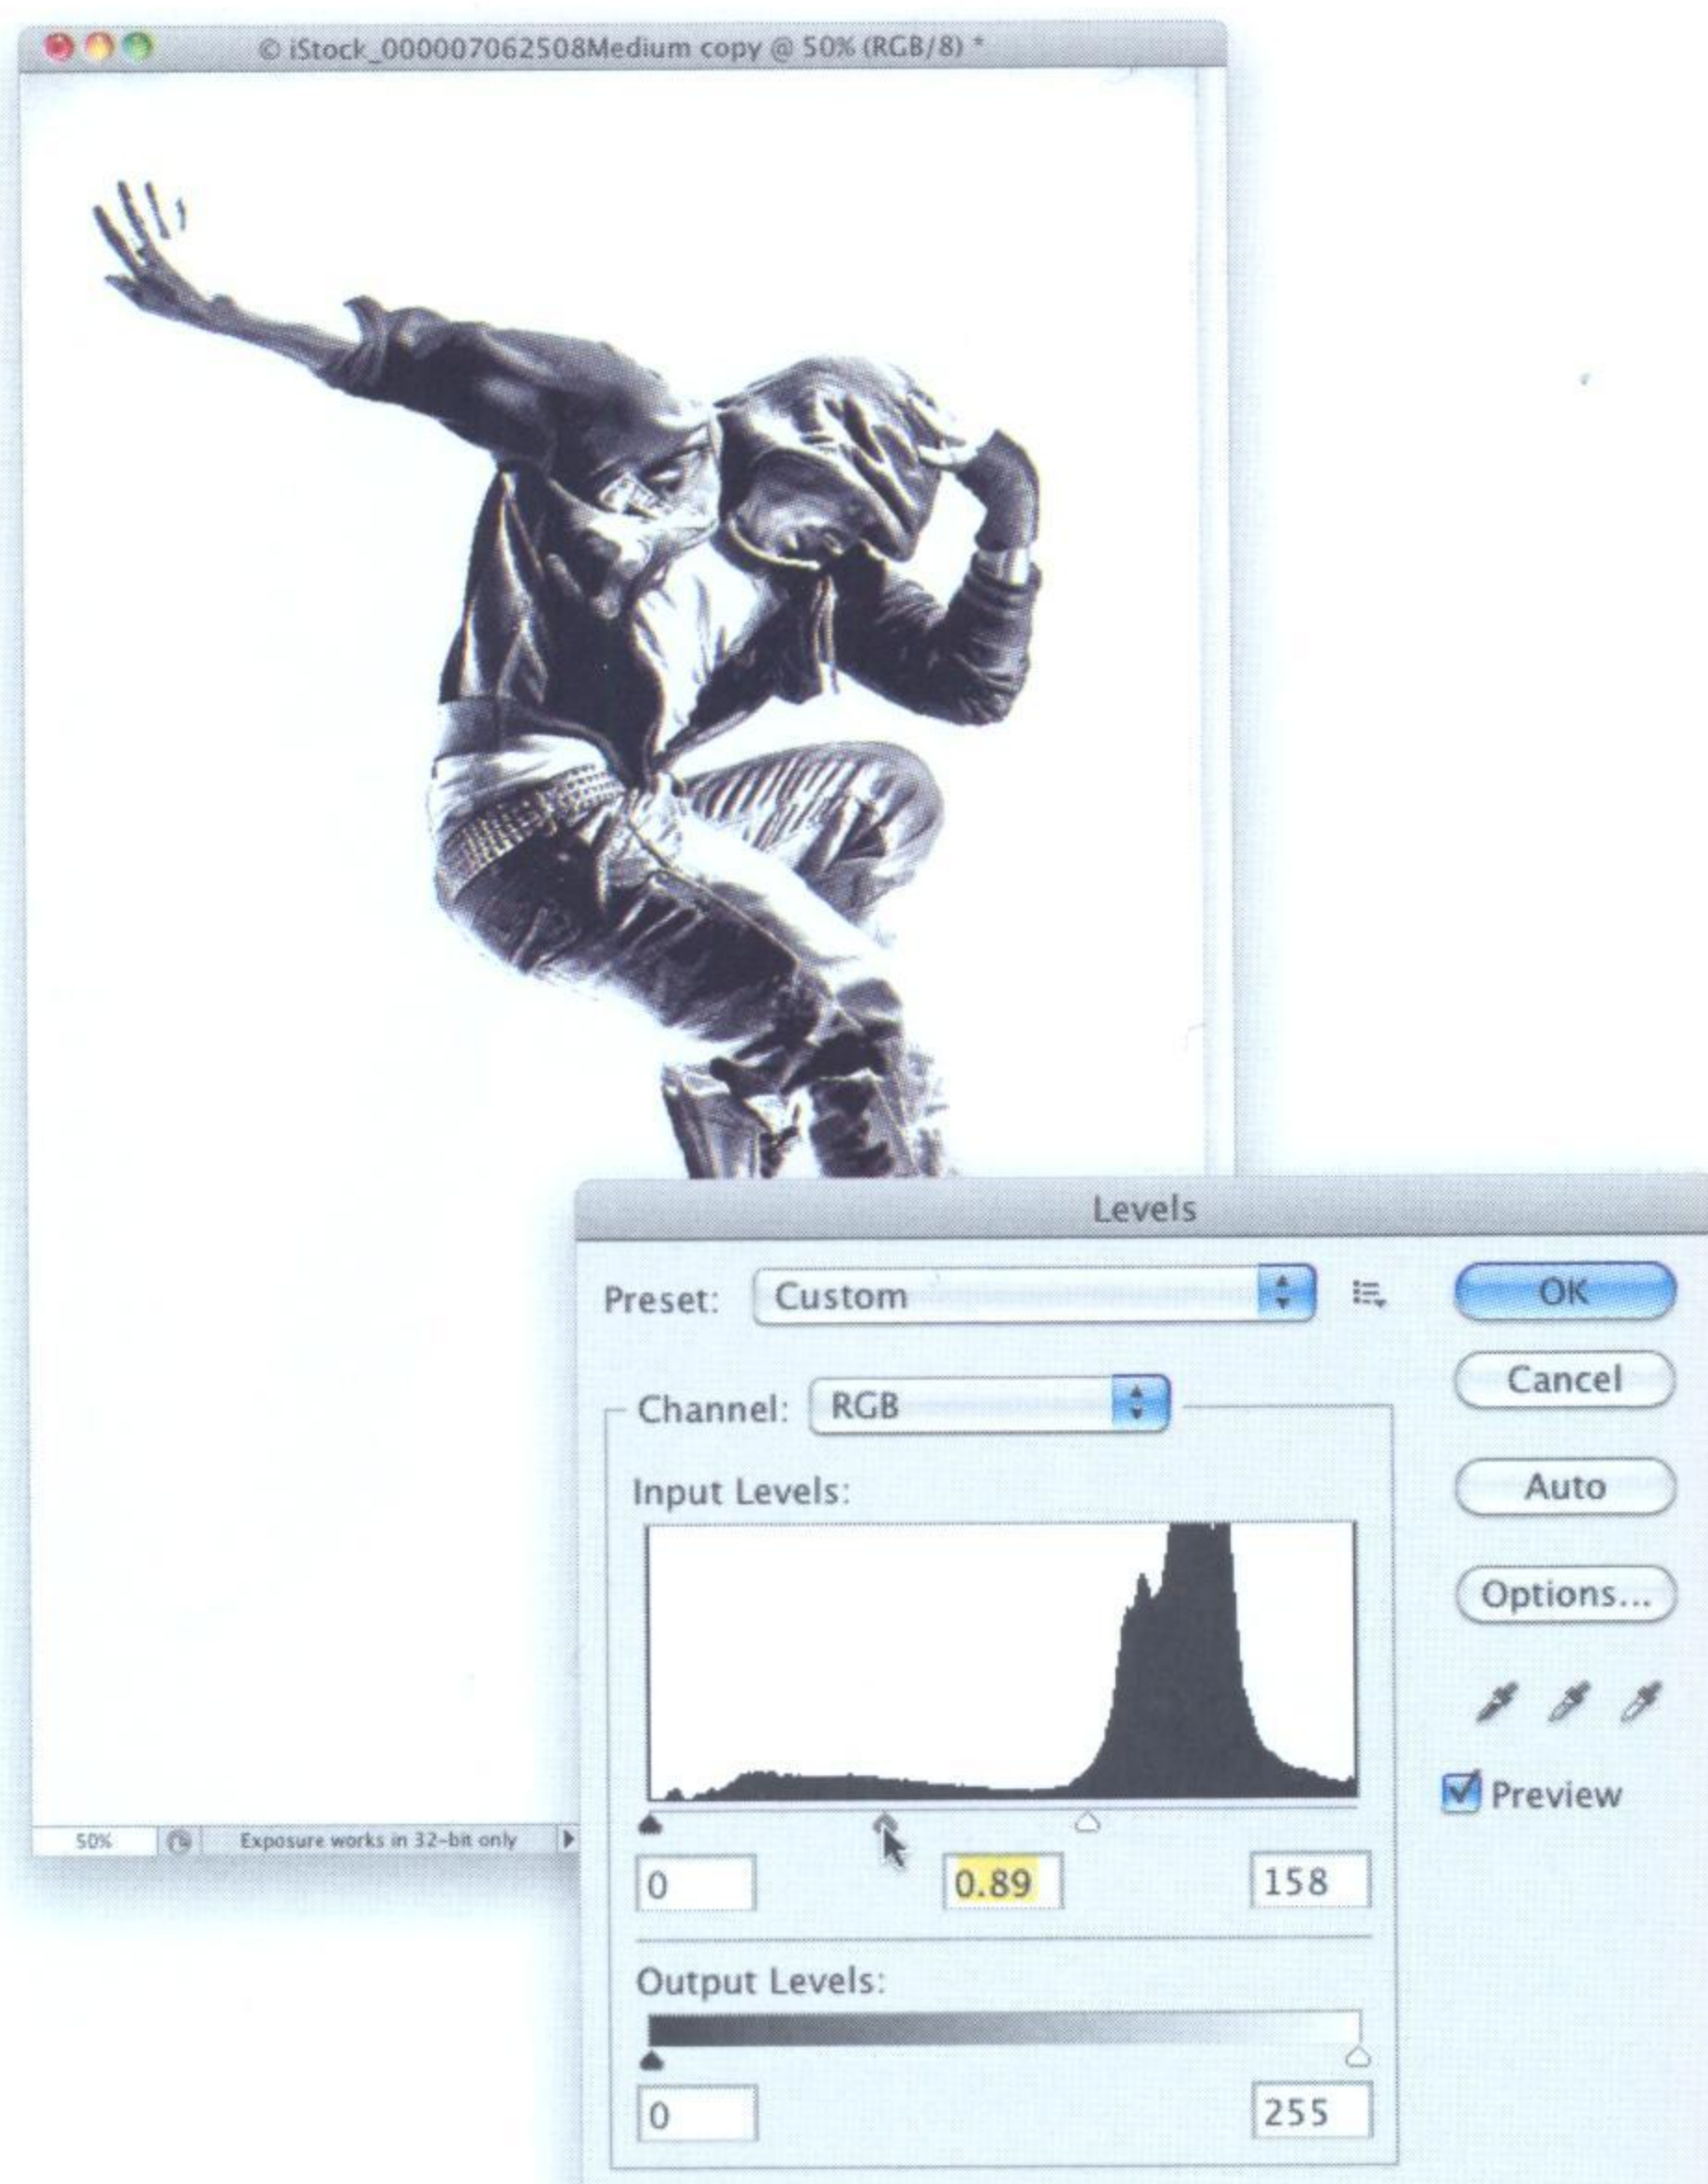 © iStock_000007062508Medium copy @ 50% (RGB/8) *
Levels
Preset: Custom
OK
Cancel
Channel: RGB
Auto
Input Levels:
Options...
Preview
50% Exposure works in 32-bit only
0 0.89 158
Output Levels:
0 255